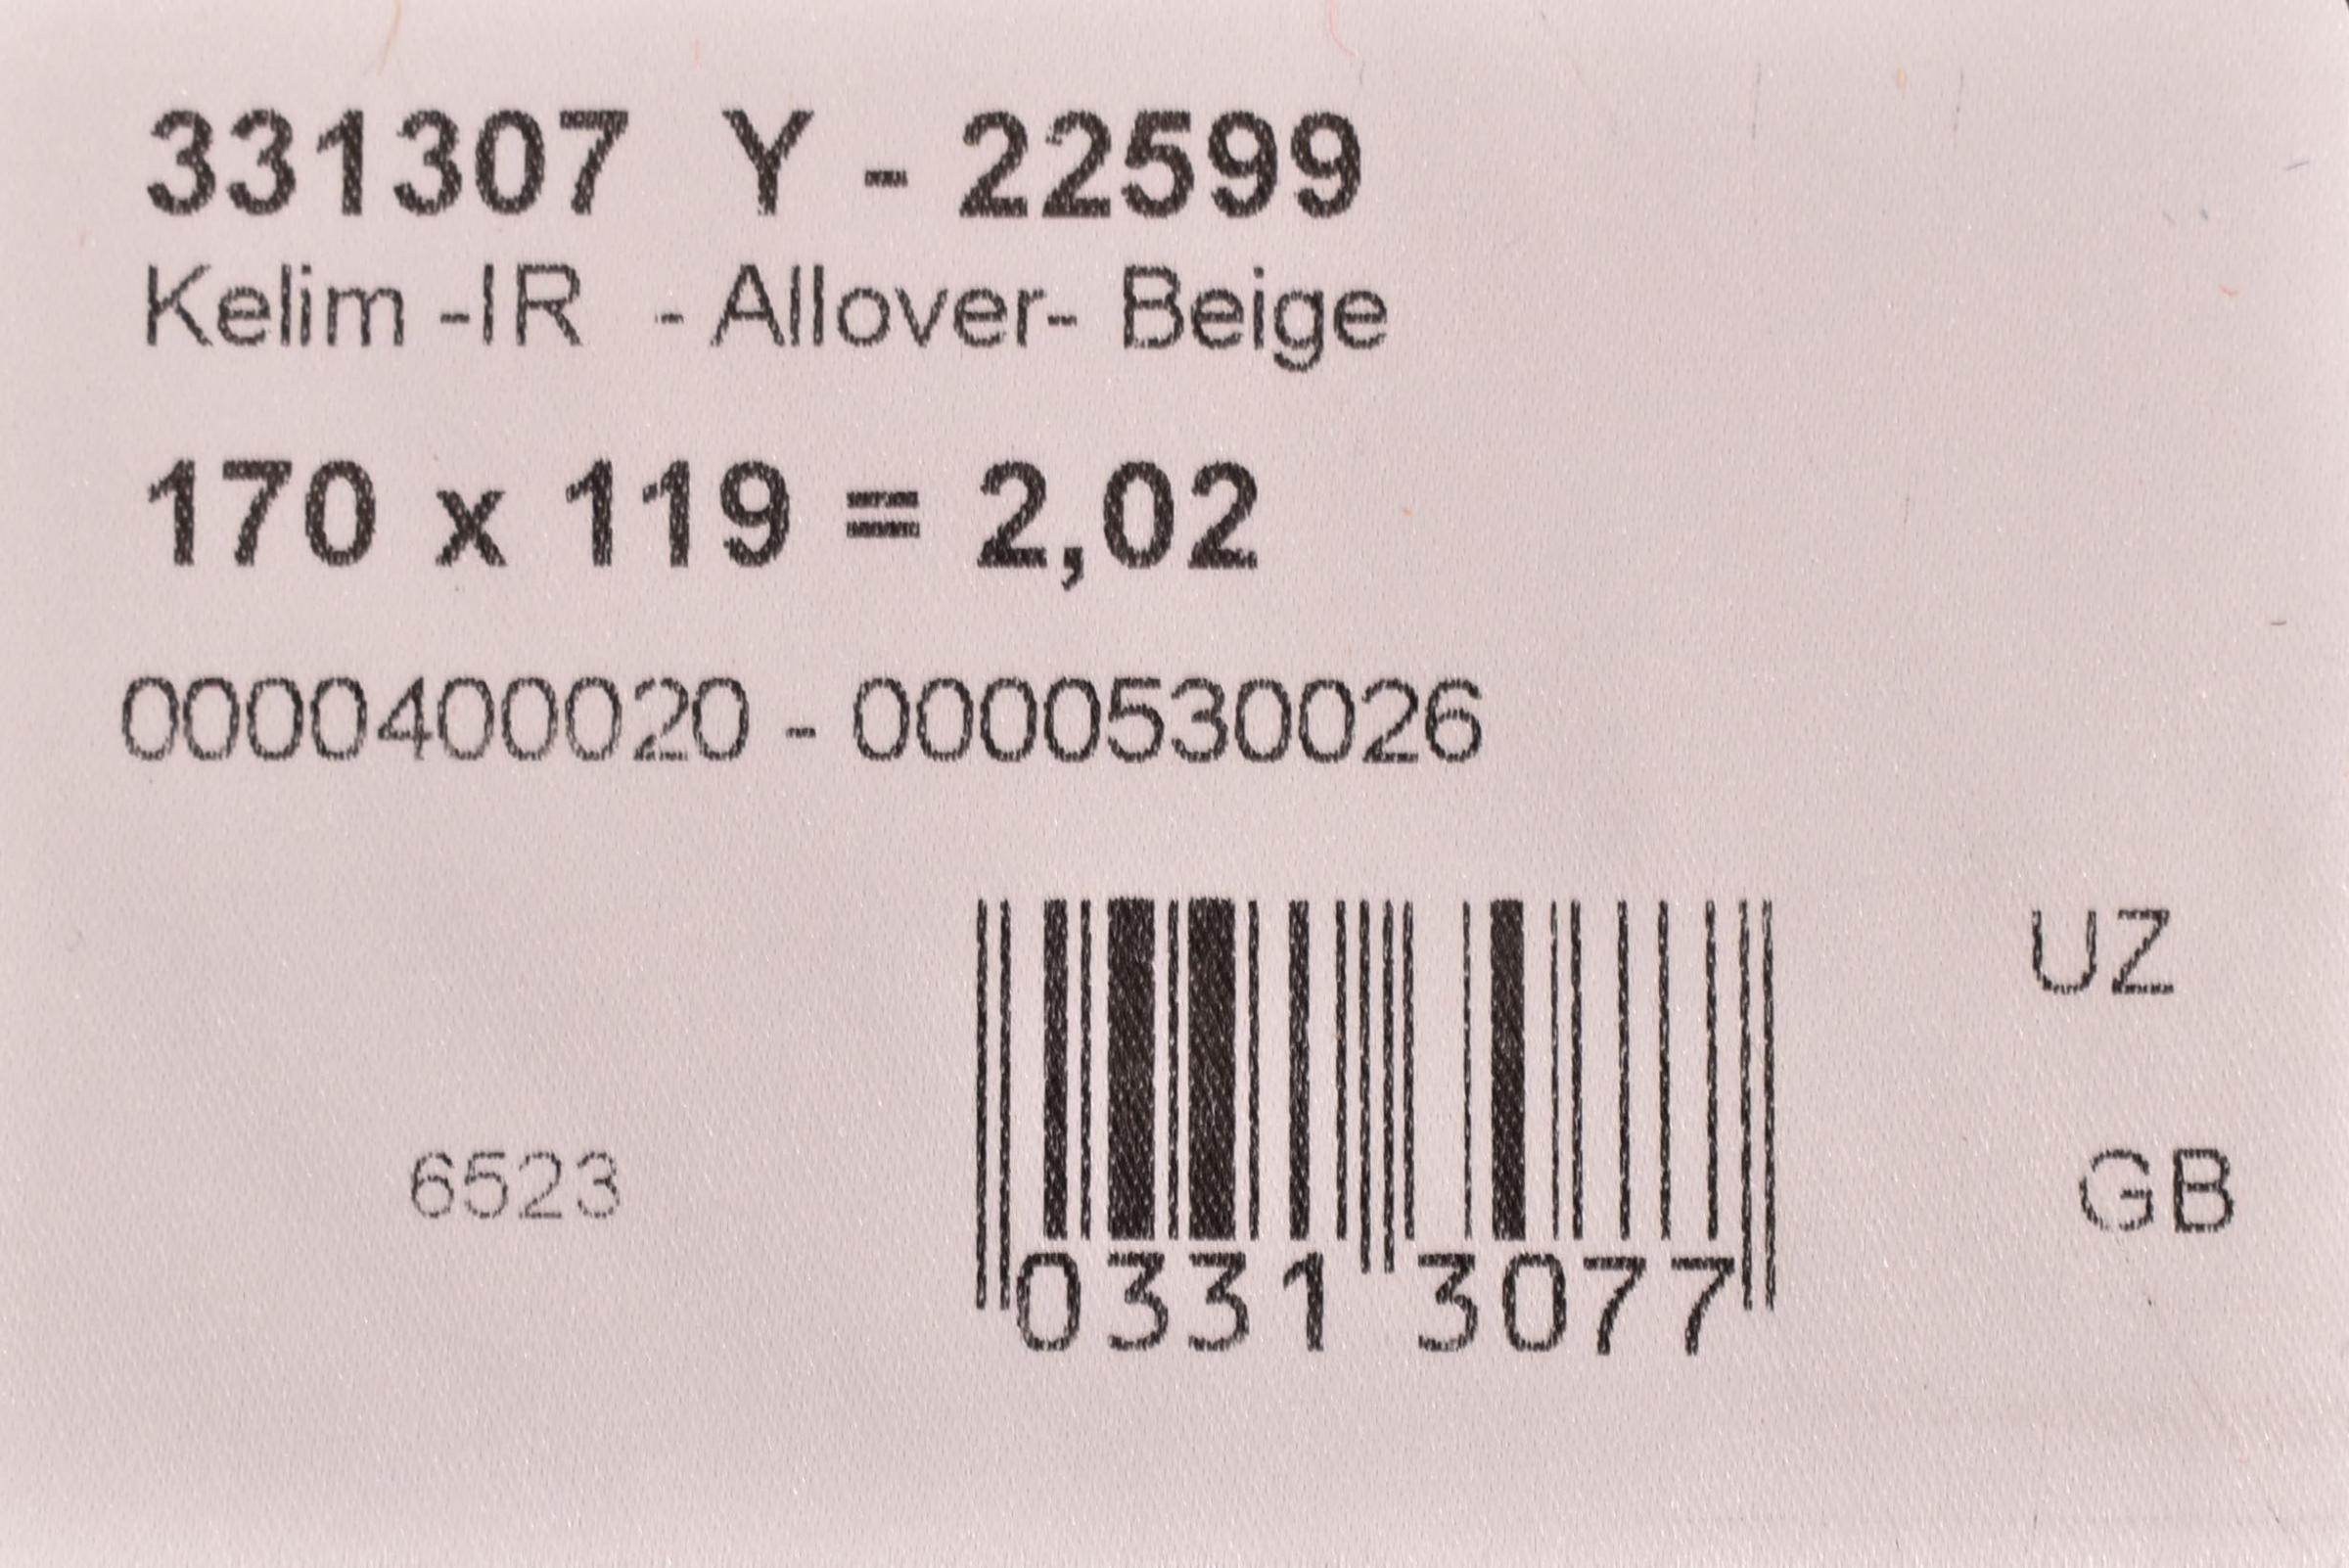 331307 Y - 22599
Kelim -IR - Allover- Beige
170 x 119 = 2,02
0000400020 - 0000530026
UZ
6523
GB
0331 3077